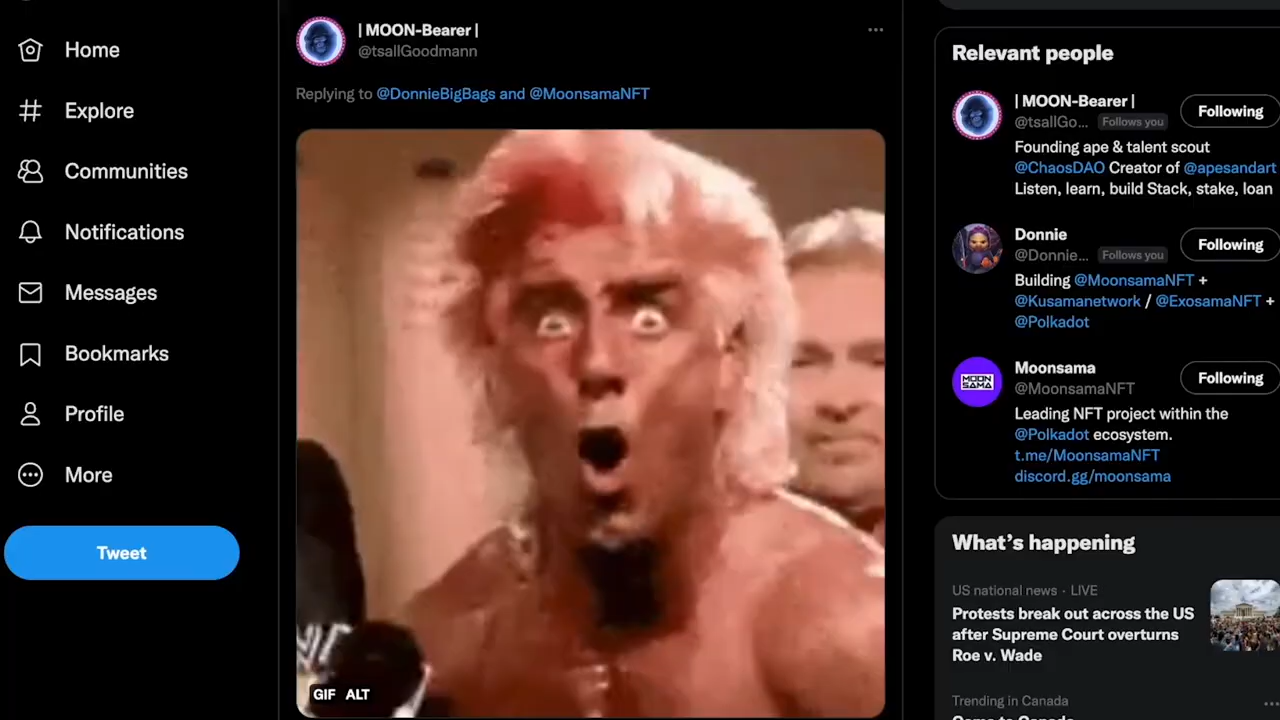 Home
Explore
Communities
Notifications
Messages
Bookmarks
Profile
More
Tweet
| MOON-Bearer |
@tsallGoodmann
Replying to @DonnieBigBags and @MoonsamaNFT
GIF ALT
Relevant people
| MOON-Bearer |
@tsallGo... Follows you
Following
Founding ape & talent scout
@ChaosDAO Creator of @apesandart
Listen, learn, build Stack, stake, loan
Donnie
@Donnie... Follows you
Following
Building @MoonsamaNFT +
@Kusamanetwork / @ExosamaNFT +
@Polkadot
MOON
SAMA
Moonsama
@MoonsamaNFT
Following
Leading NFT project within the
@Polkadot ecosystem.
t.me/MoonsamaNFT
discord.gg/moonsama
What's happening
US national news · LIVE
Protests break out across the US
after Supreme Court overturns
Roe v. Wade
Trending in Canada